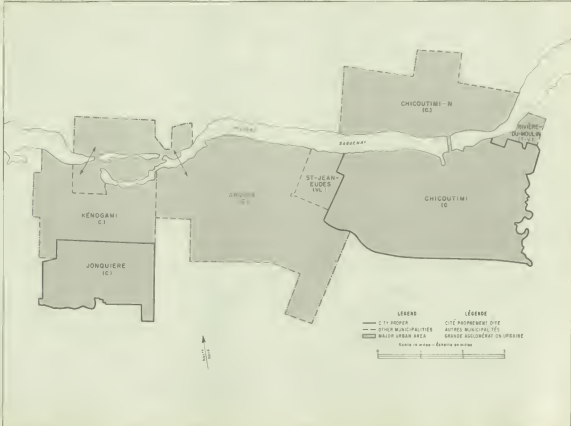 CHICOUTIMI-N
(C.)
RIVIÈRE-
DU-MOULIN
SAGUENAY
ST-JEAN-
EUDES
(VL.)
CHICOUTIMI
(C
KÉNOGAMI
C)
JONQUIÈRE
(C)
LEGEND
CITY PROPER
OTHER MUNICIPALITIES
MAJOR URBAN AREA
LÉGENDE
CITÉ PROPREMENT DITE
AUTRES MUNICIPALITÉS
GRANDE AGGLOMÉRATION URBAINE
Scale in miles — Échelle en milles